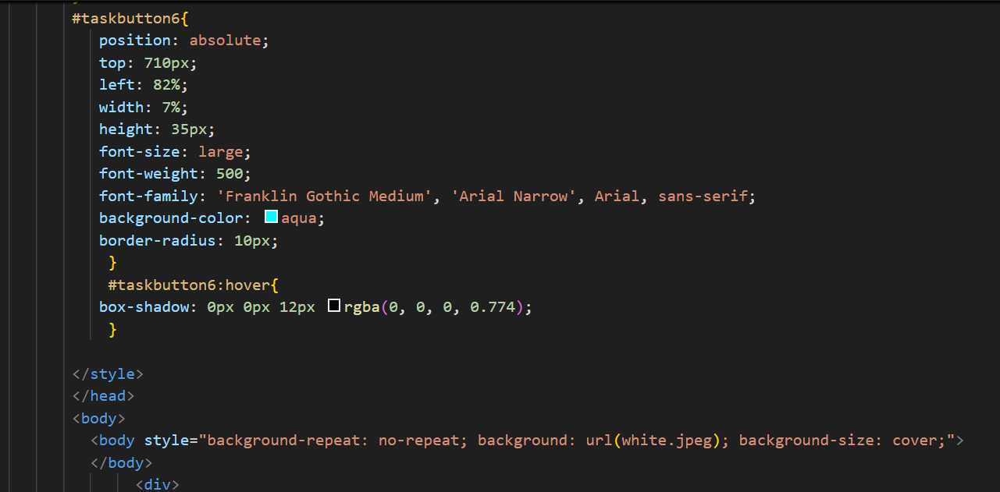 #taskbutton6{
position: absolute;
top: 710px;
left: 82%;
width: 7%;
height: 35px;
font-size: large;
font-weight: 500;
font-family: 'Franklin Gothic Medium', 'Arial Narrow', Arial, sans-serif;
background-color: aqua;
border-radius: 10px;
}
#taskbutton6:hover{
box-shadow: 0px 0px 12px rgba(0, 0, 0, 0.774);
}
</style>
</head>
<body>
<body style="background-repeat: no-repeat; background: url(white.jpeg); background-size: cover;">
</body>
<div>